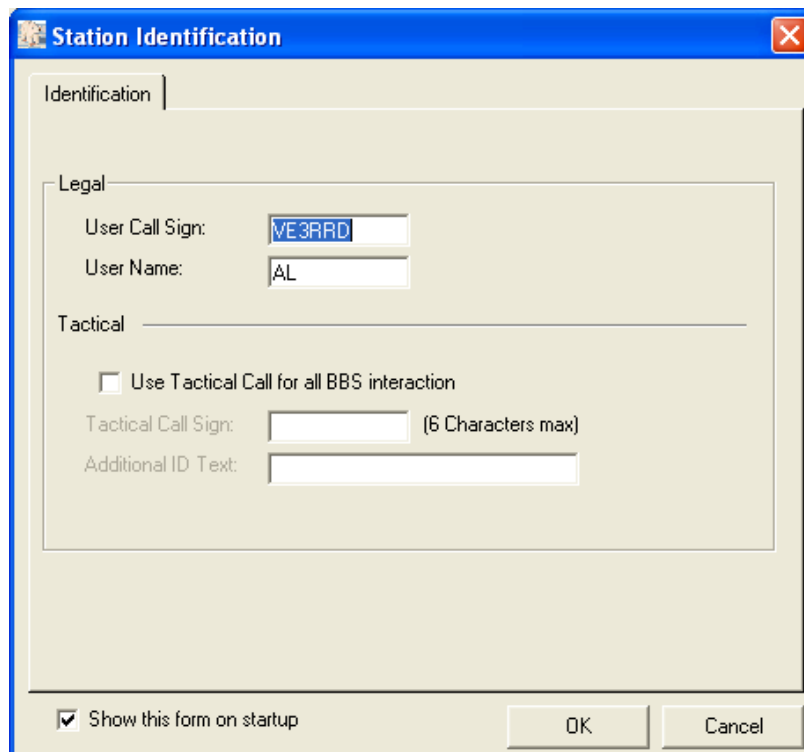 Station Identification
Identification
Legal
User Call Sign: VE3RRD
User Name: AL
Tactical
Use Tactical Call for all BBS interaction
Tactical Call Sign: (6 Characters max)
Additional ID Text:
Show this form on startup OK Cancel